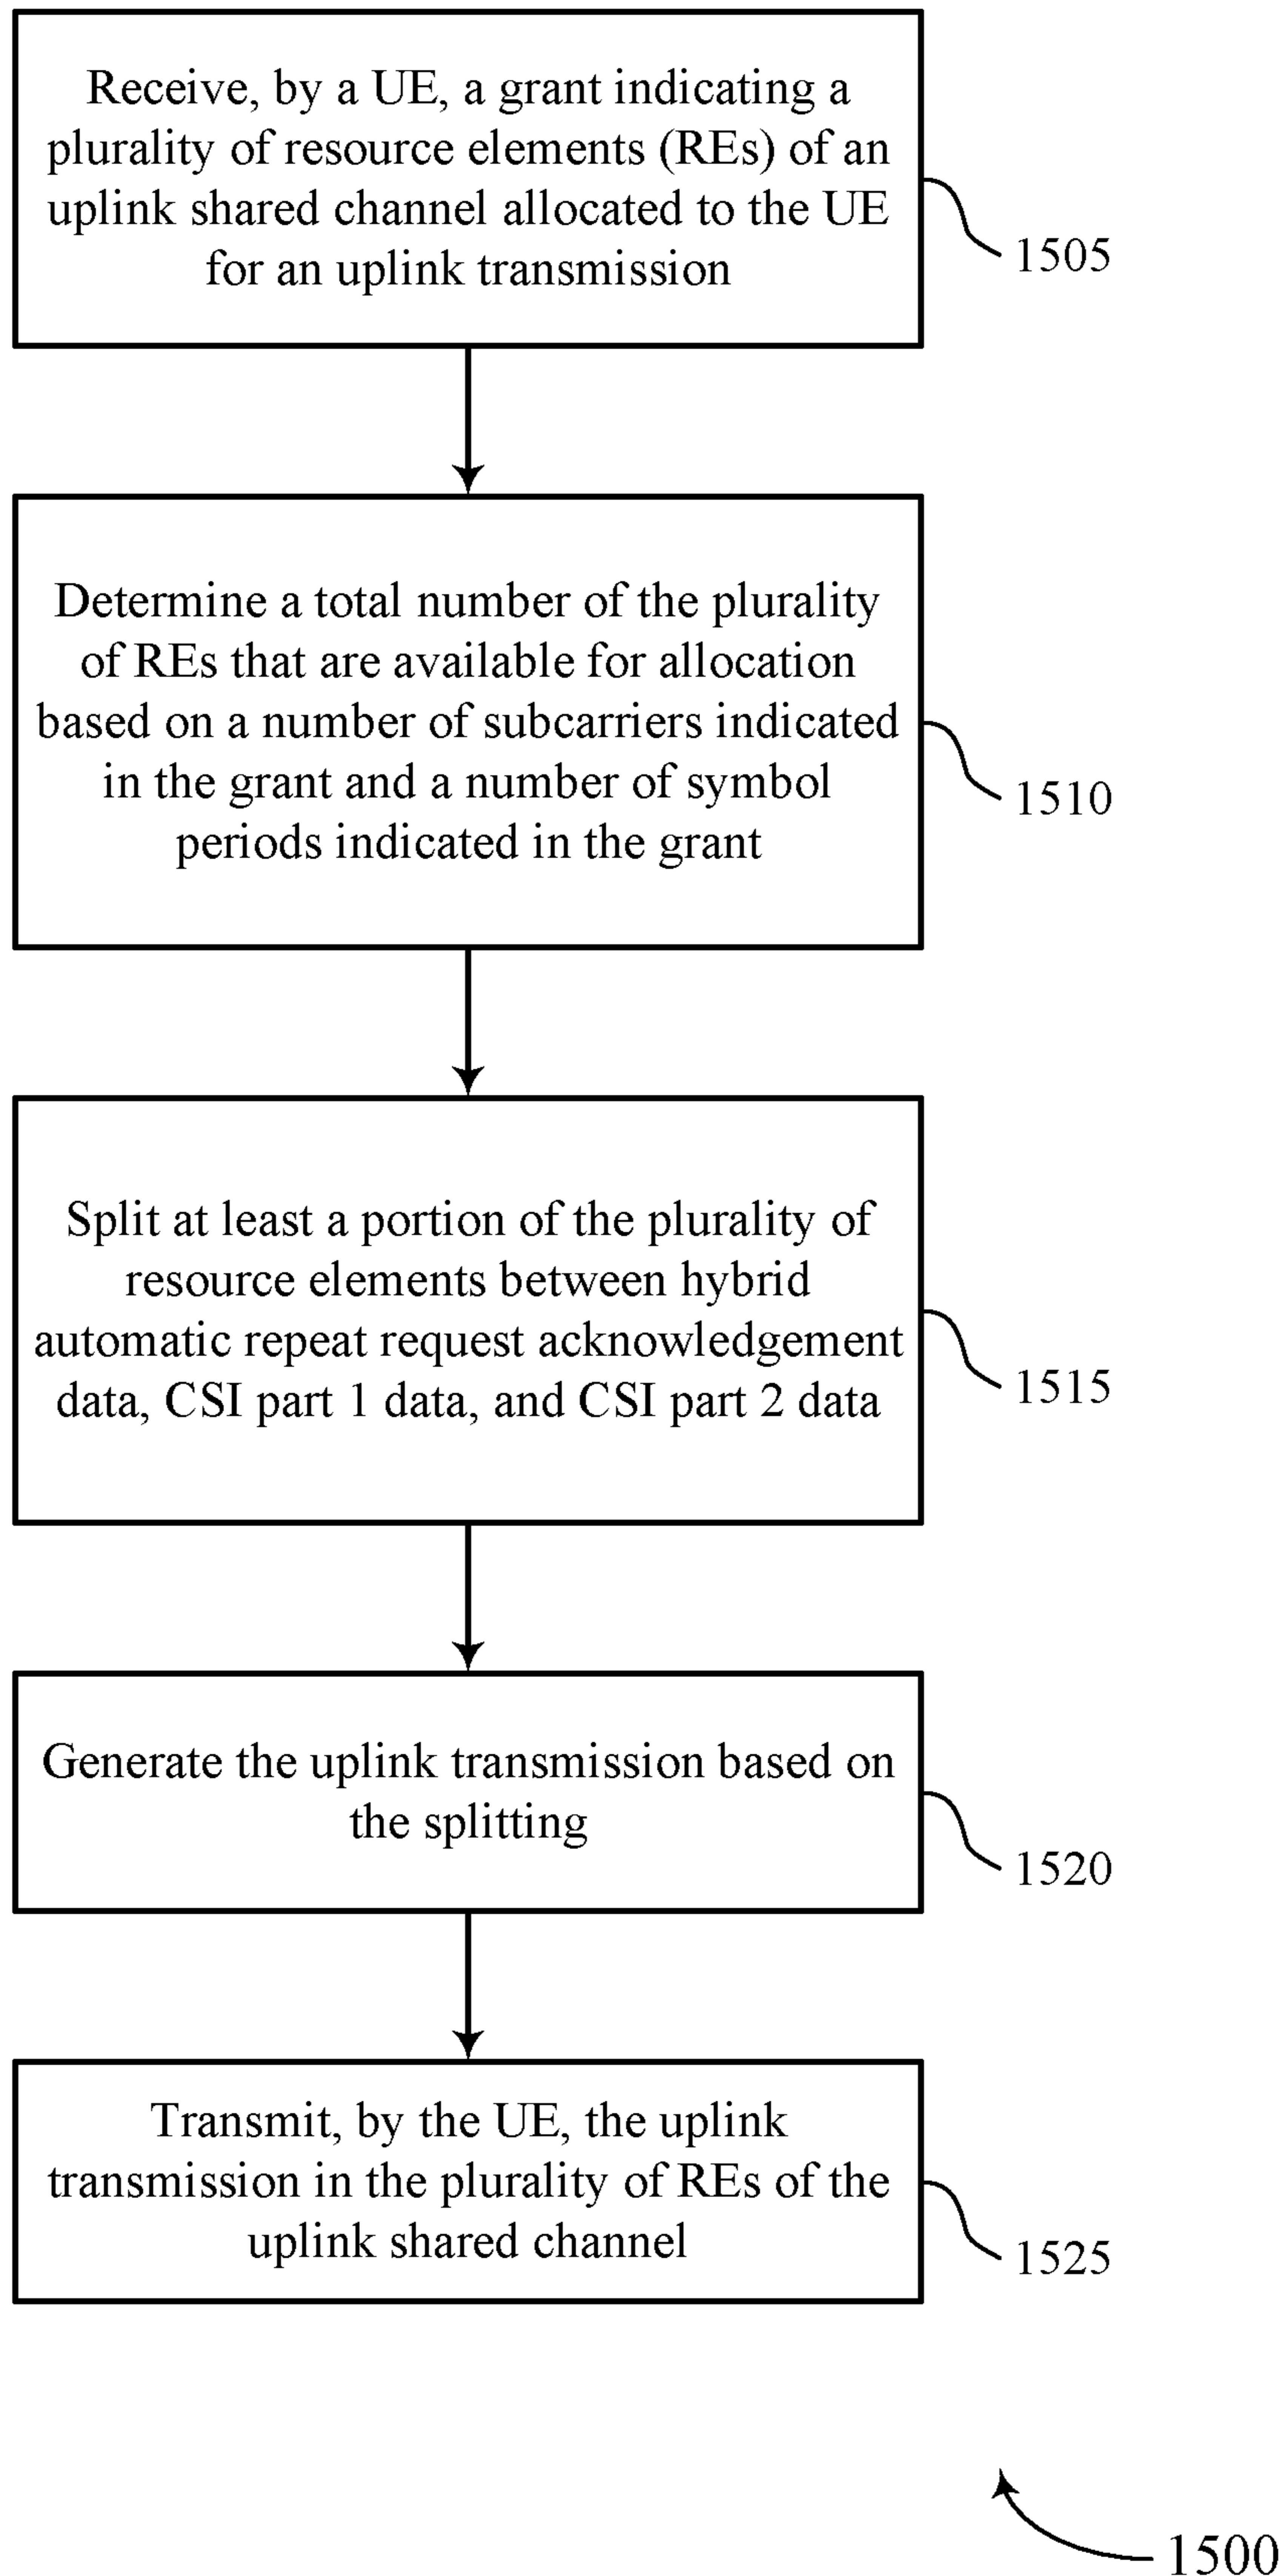 Receive, by a UE, a grant indicating a
plurality of resource elements (REs) of an
uplink shared channel allocated to the UE
for an uplink transmission
1505
Determine a total number of the plurality
of REs that are available for allocation
based on a number of subcarriers indicated
in the grant and a number of symbol
periods indicated in the grant
1510
Split at least a portion of the plurality of
resource elements between hybrid
automatic repeat request acknowledgement
data, CSI part 1 data, and CSI part 2 data
1515
Generate the uplink transmission based on
the splitting
1520
Transmit, by the UE, the uplink
transmission in the plurality of REs of the
uplink shared channel
1525
1500